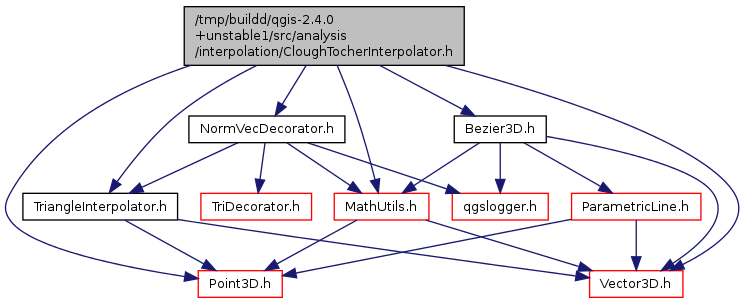 /tmp/buildd/qgis-2.4.0
+unstable1/src/analysis
/interpolation/CloughTocherInterpolator.h
NormVecDecorator.h
Bezier3D.h
TriangleInterpolator.h
TriDecorator.h
MathUtils.h
qgslogger.h
ParametricLine.h
Point3D.h
Vector3D.h